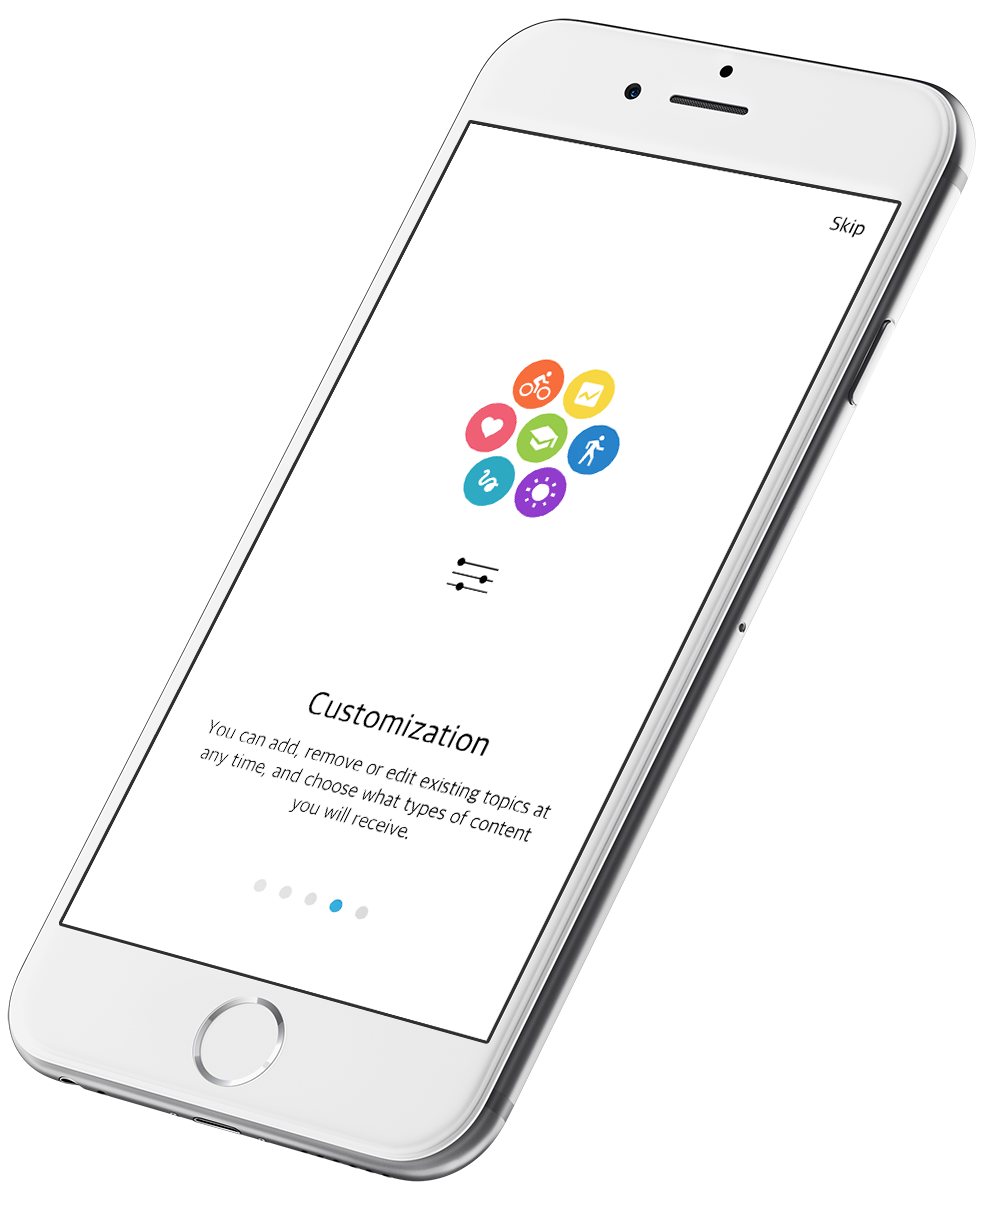 Skip
Customization
You can add, remove or edit existing topics at
any time, and choose what types of content
you will receive.